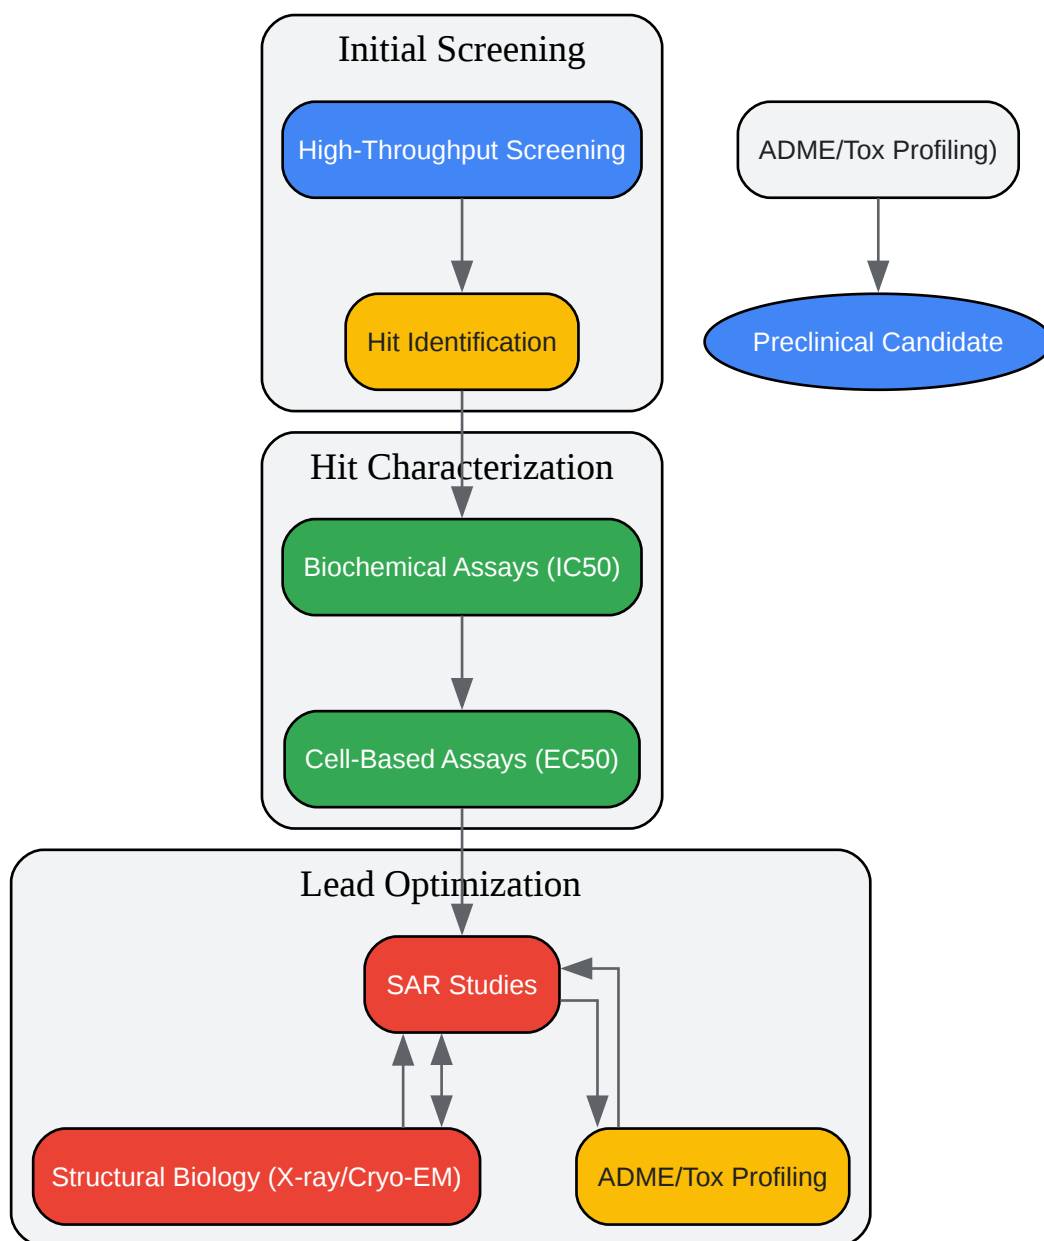 Initial Screening
High-Throughput Screening
ADME/Tox Profiling)
Hit Identification
Preclinical Candidate
Hit Characterization
Biochemical Assays (IC50)
Cell-Based Assays (EC50)
Lead Optimization
SAR Studies
Structural Biology (X-ray/Cryo-EM)
ADME/Tox Profiling